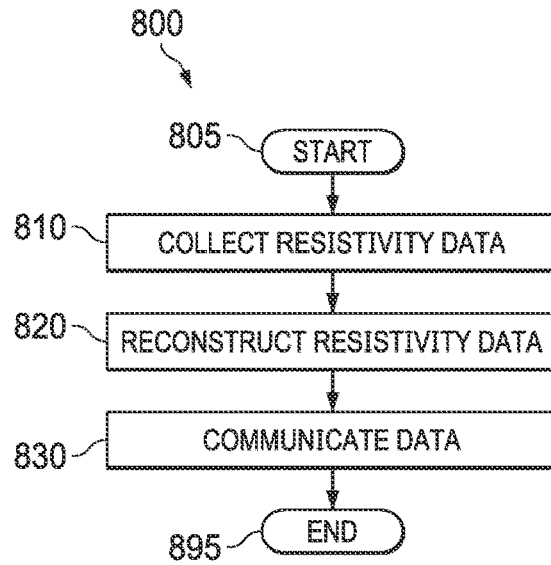 800
805
START
810
COLLECT RESISTIVITY DATA
820
RECONSTRUCT RESISTIVITY DATA
830
COMMUNICATE DATA
895
END